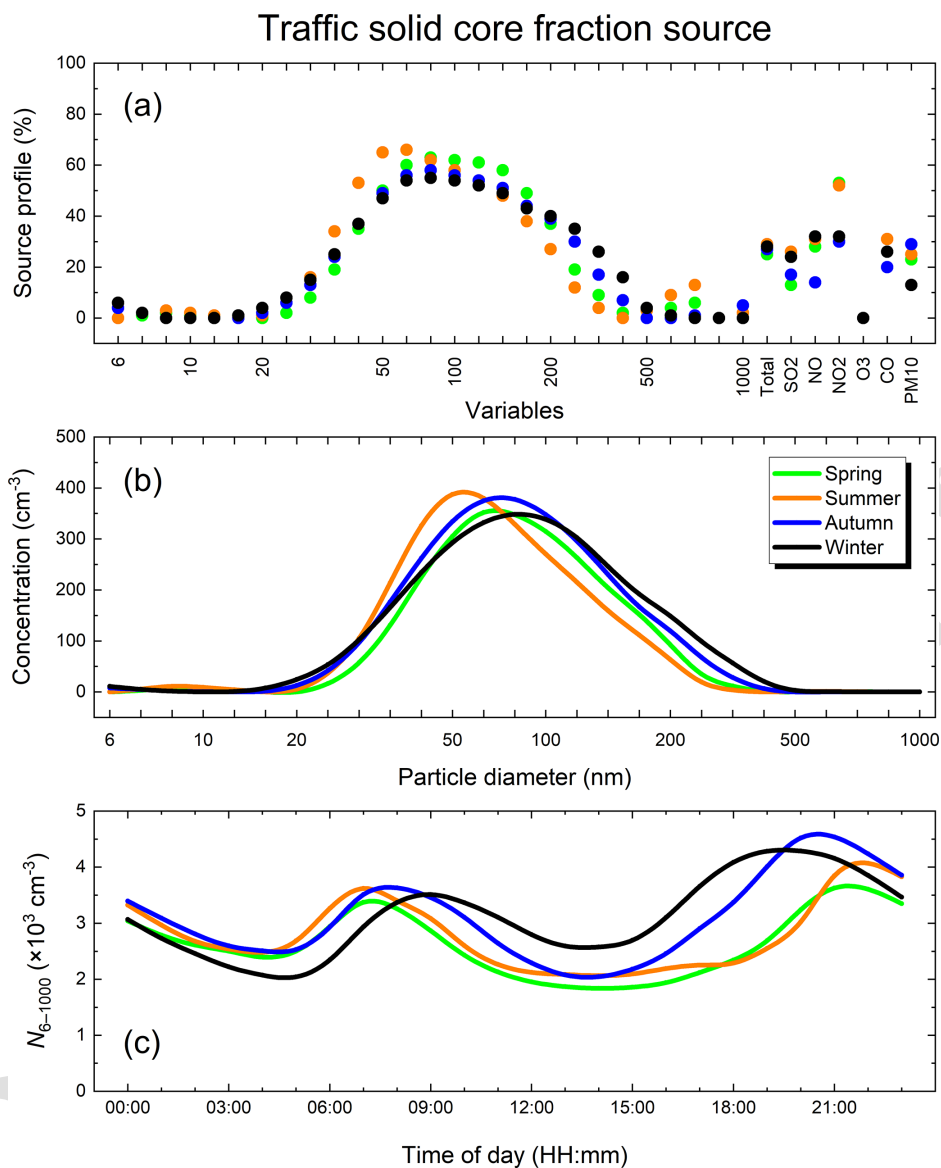 Traffic solid core fraction source
(a)
Source profile (%)
100
80
60
40
20
0
6 10 20 50 100 200 500 1000 Total SO2 NO NO2 O3 CO PM10
Variables
(b)
Concentration (cm⁻³)
500
400
300
200
100
0
Spring
Summer
Autumn
Winter
6 10 20 50 100 200 500 1000
Particle diameter (nm)
(c)
N₆₋₁₀₀₀ (×10³ cm⁻³)
5
4
3
2
1
0
00:00 03:00 06:00 09:00 12:00 15:00 18:00 21:00
Time of day (HH:mm)